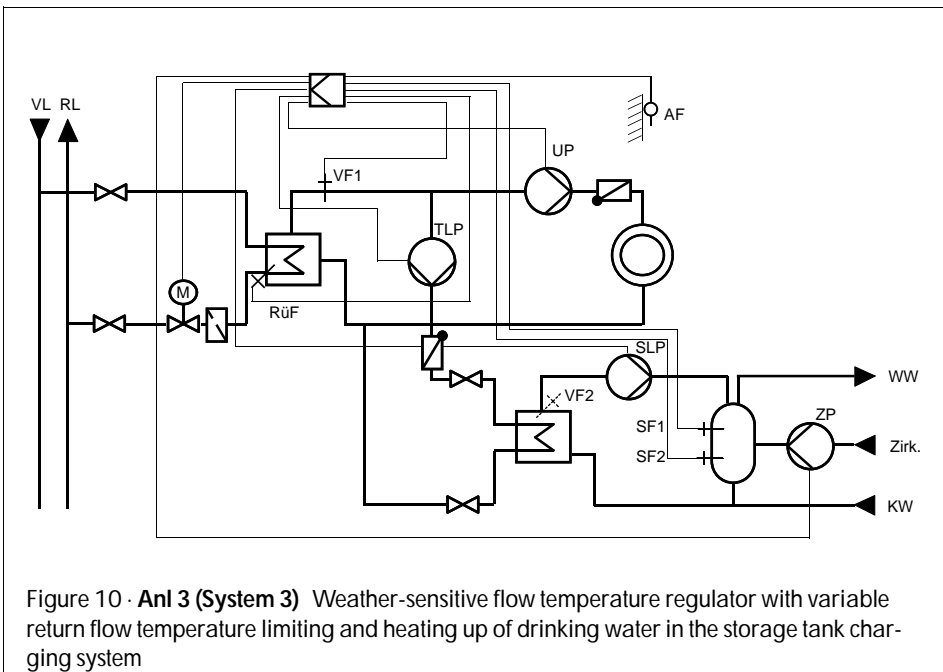 VL RL
AF
UP
VF1
TLP
M
RüF
SLP
WW
VF2
ZP
SF1
SF2
Zirk.
KW
Figure 10 · Anl 3 (System 3) Weather-sensitive flow temperature regulator with variable
return flow temperature limiting and heating up of drinking water in the storage tank char-
ging system